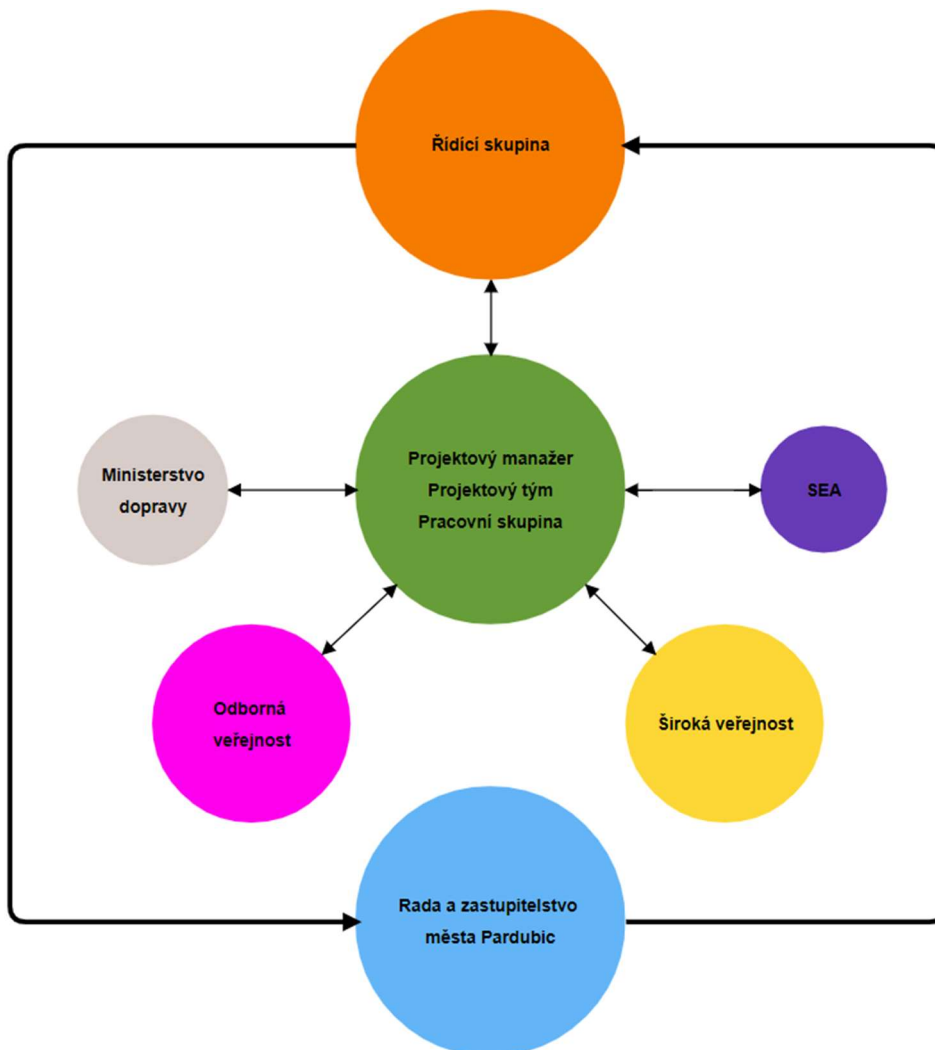 Řídící skupina
Ministerstvo
dopravy
Projektový manažer
Projektový tým
Pracovní skupina
SEA
Odborná
veřejnost
Široká veřejnost
Rada a zastupitelstvo
města Pardubic